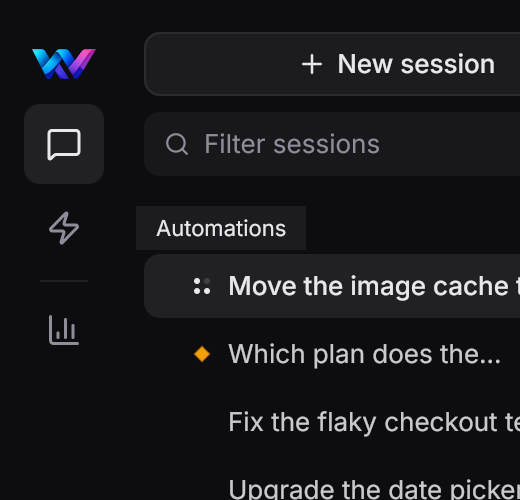 New session
Filter sessions
Automations
Move the image cache
Which plan does the...
Fix the flaky checkout
Upgrade the date picker